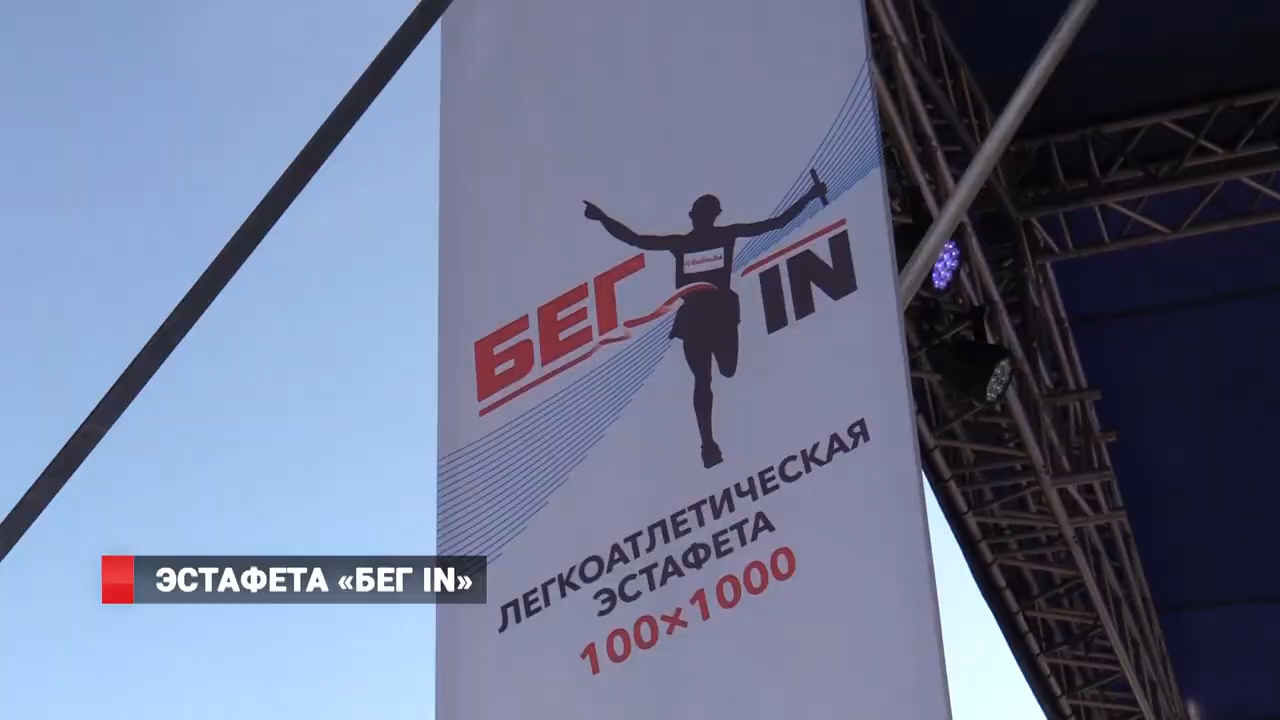 БЕГ IN
ЛЕГКОАТЛЕТИЧЕСКАЯ
ЭСТАФЕТА
100×1000
ЭСТАФЕТА «БЕГ IN»